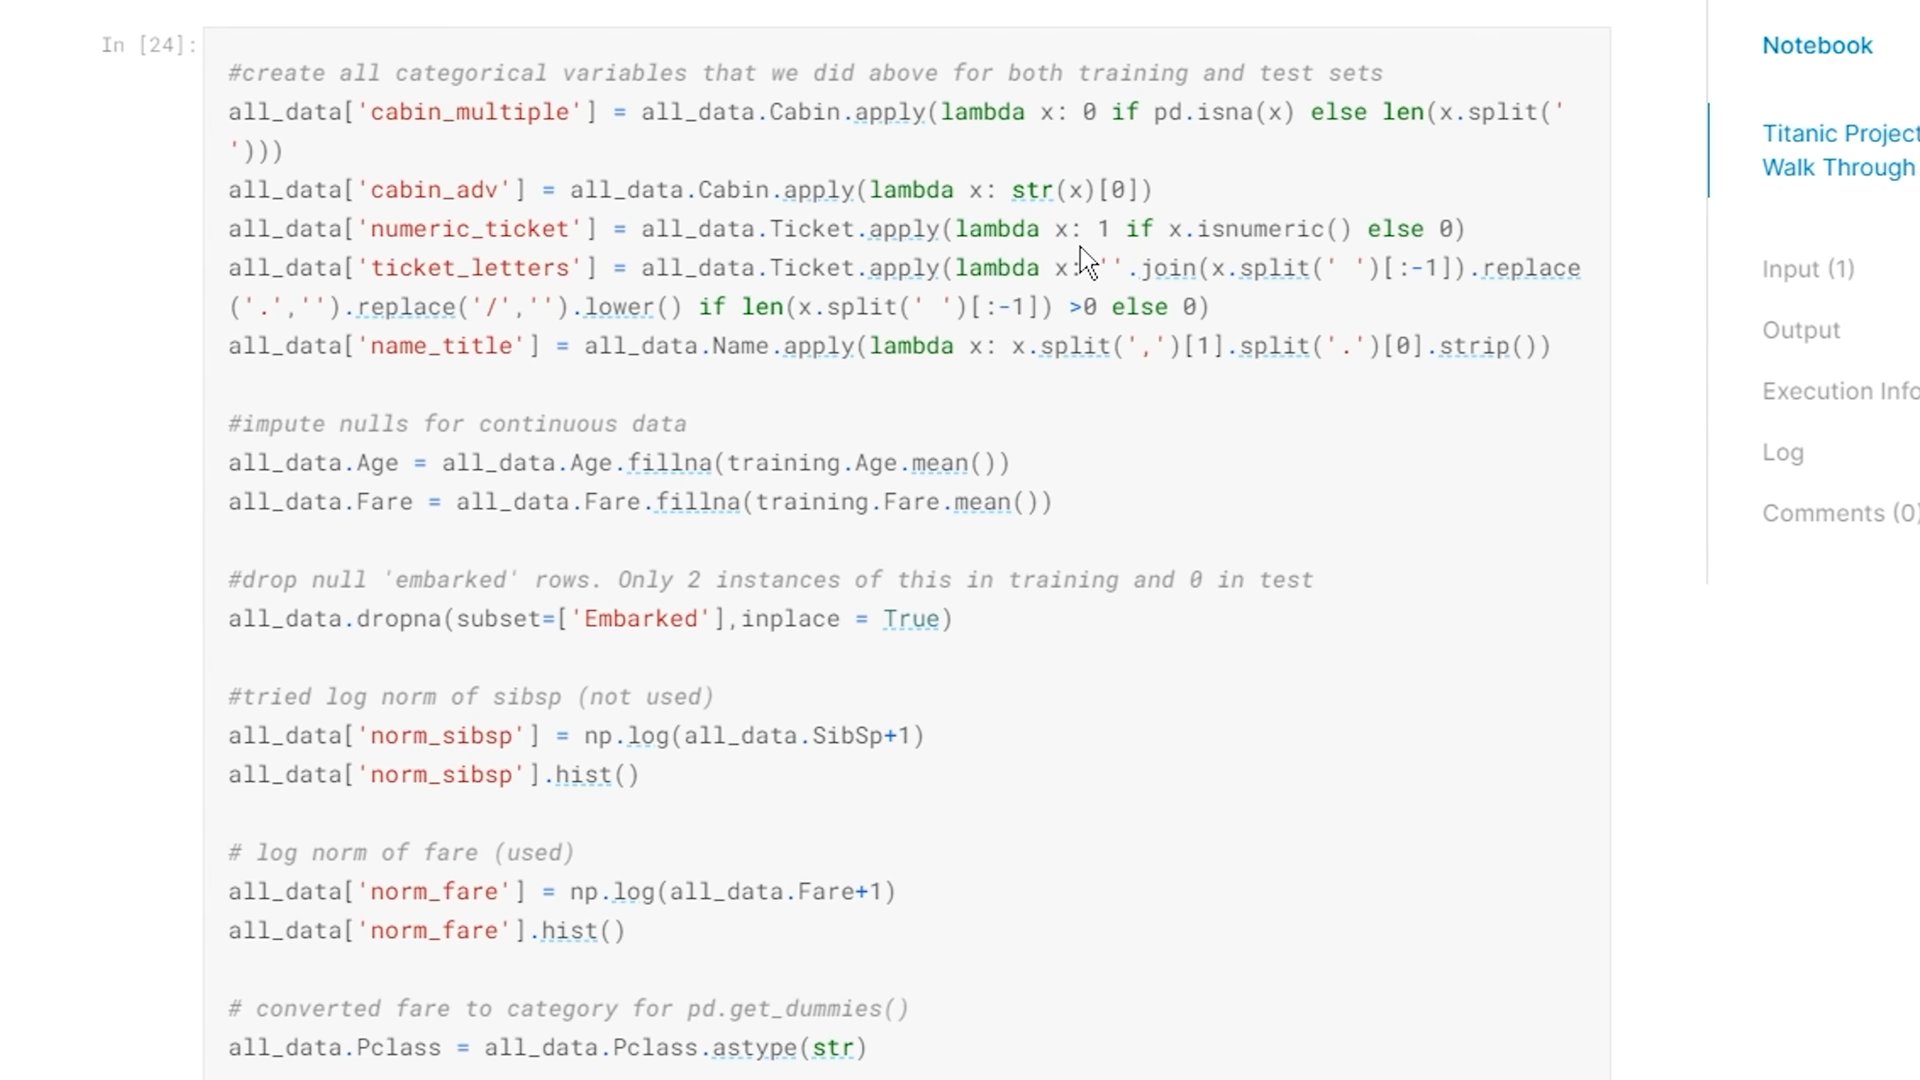 In [24]:
#create all categorical variables that we did above for both training and test sets
all_data['cabin_multiple'] = all_data.Cabin.apply(lambda x: 0 if pd.isna(x) else len(x.split('
')))
all_data['cabin_adv'] = all_data.Cabin.apply(lambda x: str(x)[0])
all_data['numeric_ticket'] = all_data.Ticket.apply(lambda x: 1 if x.isnumeric() else 0)
all_data['ticket_letters'] = all_data.Ticket.apply(lambda x: ''.join(x.split(' ')[:-1]).replace
('.','').replace('/','').lower() if len(x.split(' ')[:-1]) >0 else 0)
all_data['name_title'] = all_data.Name.apply(lambda x: x.split(',')[1].split('.')[0].strip())
#impute nulls for continuous data
all_data.Age = all_data.Age.fillna(training.Age.mean())
all_data.Fare = all_data.Fare.fillna(training.Fare.mean())
#drop null 'embarked' rows. Only 2 instances of this in training and 0 in test
all_data.dropna(subset=['Embarked'],inplace = True)
#tried log norm of sibsp (not used)
all_data['norm_sibsp'] = np.log(all_data.SibSp+1)
all_data['norm_sibsp'].hist()
# log norm of fare (used)
all_data['norm_fare'] = np.log(all_data.Fare+1)
all_data['norm_fare'].hist()
# converted fare to category for pd.get_dummies()
all_data.Pclass = all_data.Pclass.astype(str)
Notebook
Titanic Project
Walk Through
Input (1)
Output
Execution Info
Log
Comments (0)